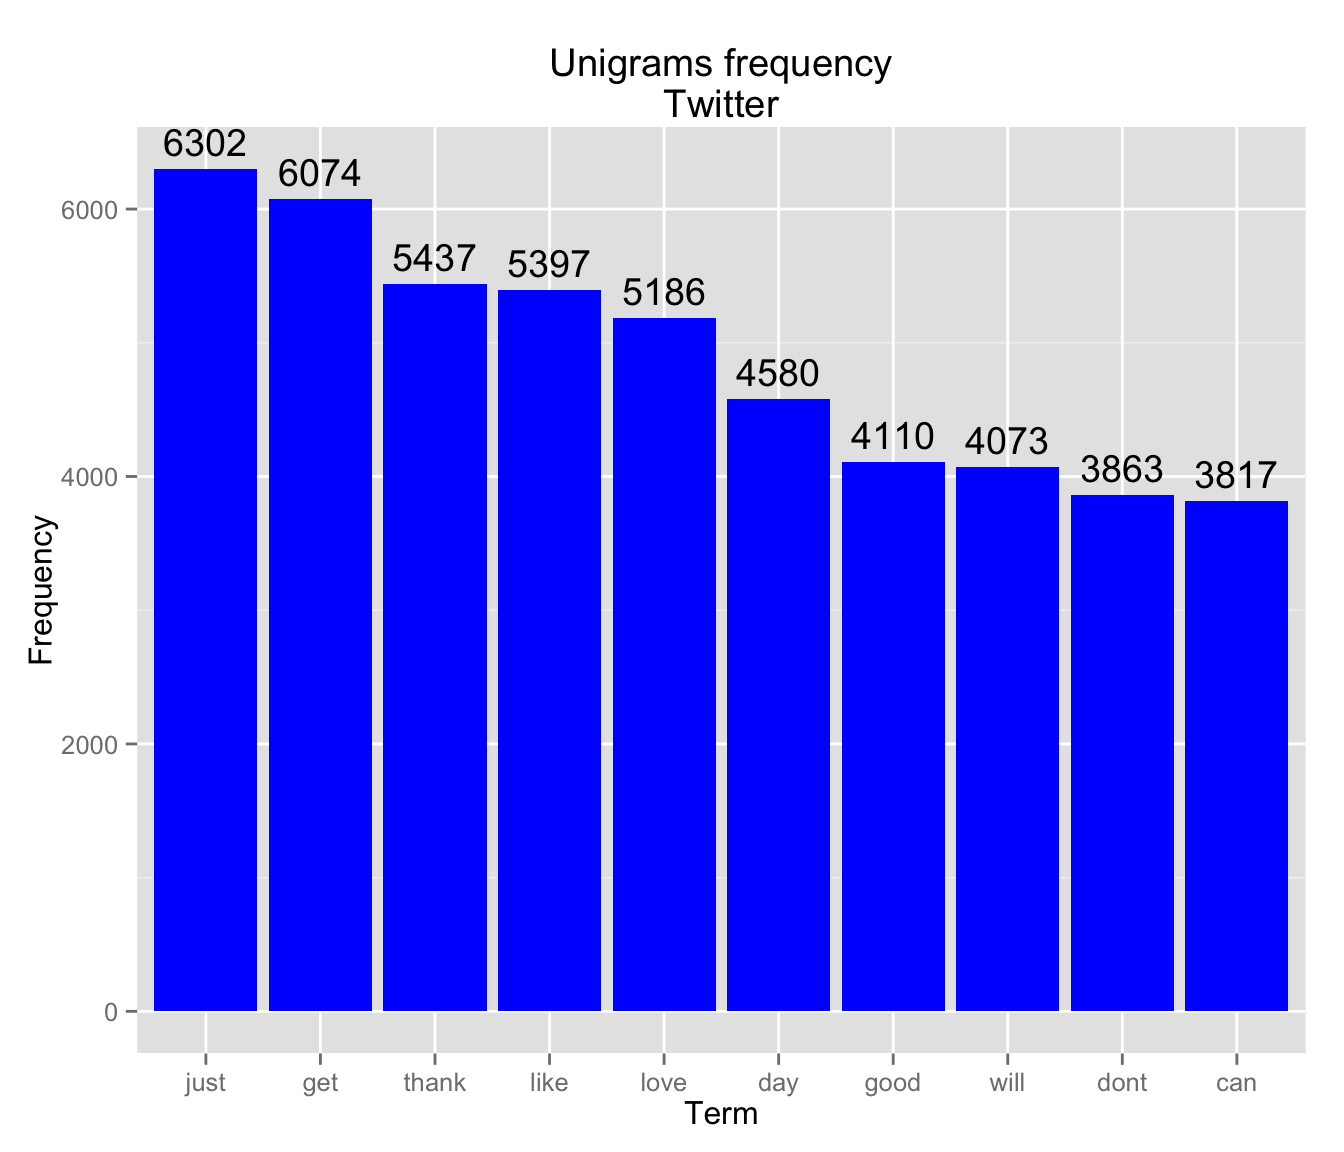 Unigrams frequency
Twitter
6302
6074
5437
5397
5186
4580
4110
4073
3863
3817
6000
4000
2000
0
Frequency
just get thank like love day good will dont can
Term